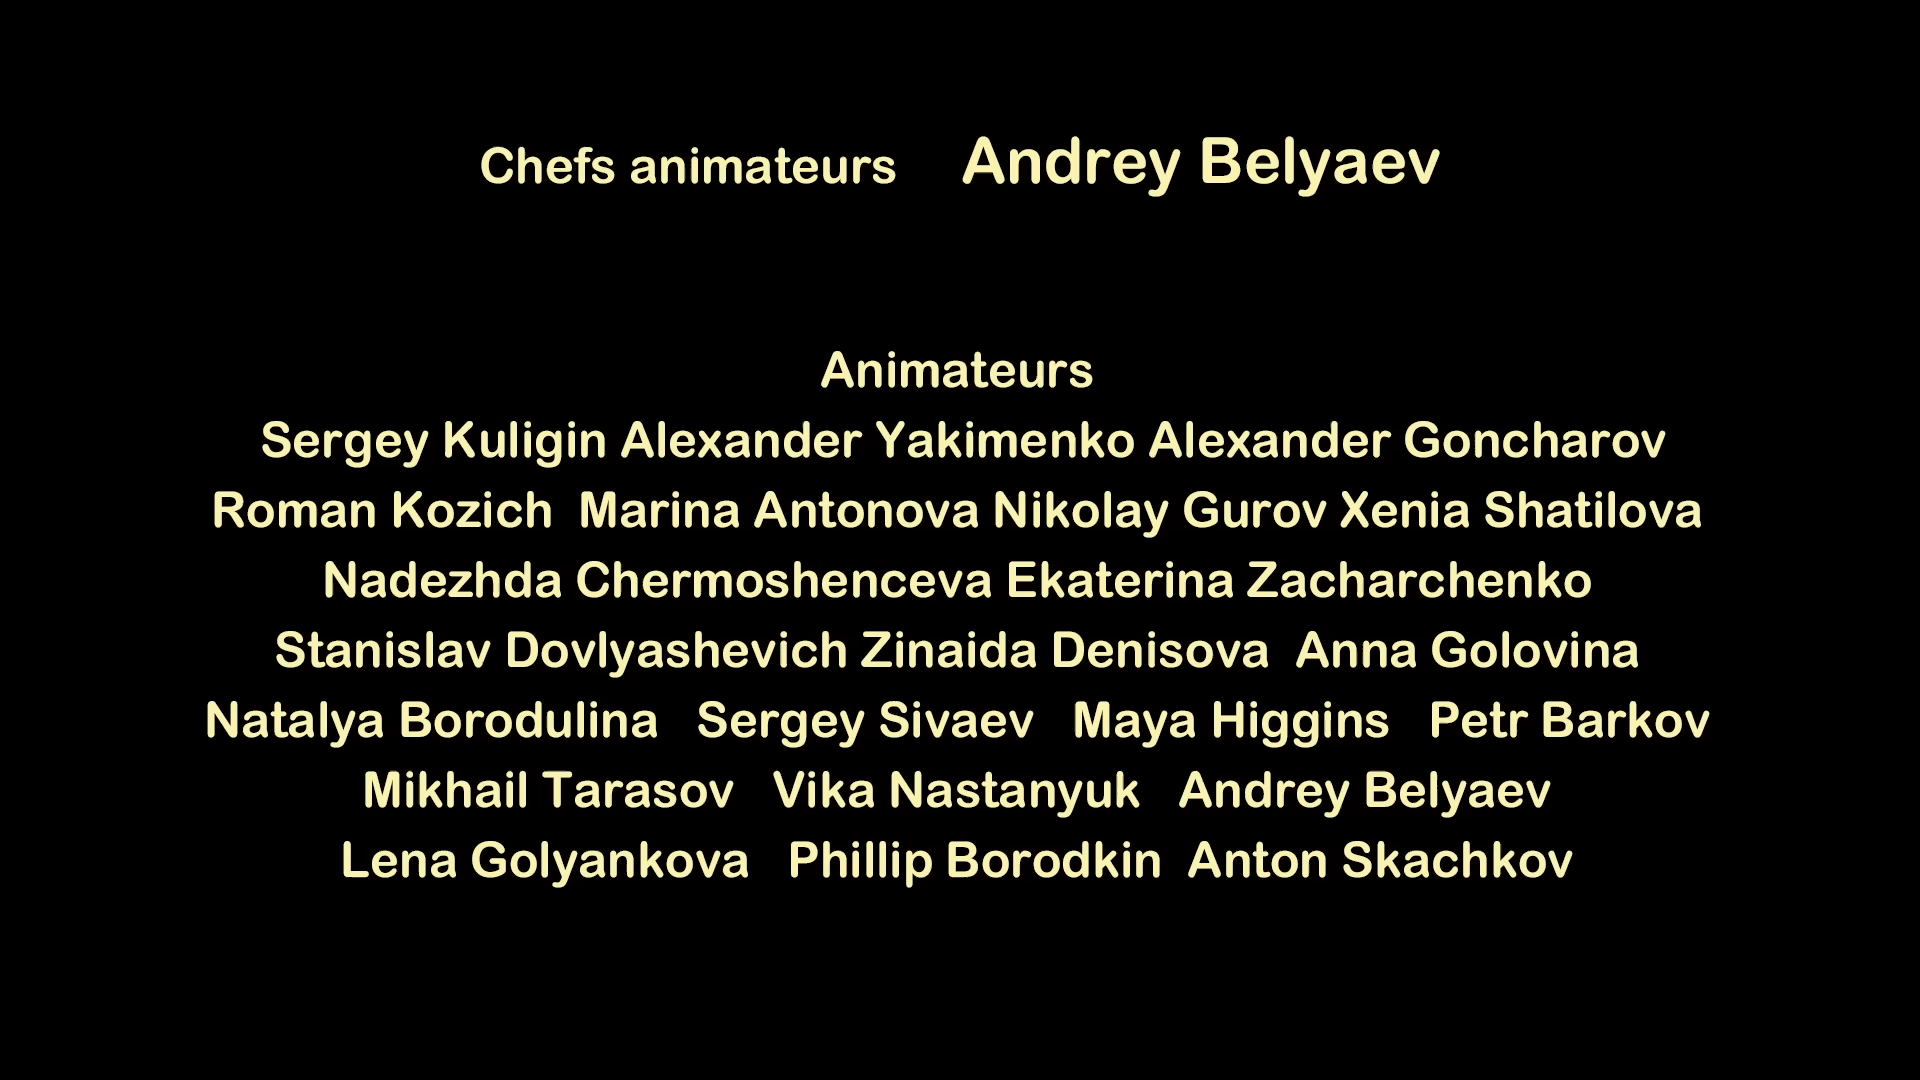 Chefs animateurs Andrey Belyaev
Animateurs
Sergey Kuligin Alexander Yakimenko Alexander Goncharov
Roman Kozich Marina Antonova Nikolay Gurov Xenia Shatilova
Nadezhda Chermoshenceva Ekaterina Zacharchenko
Stanislav Dovlyashevich Zinaida Denisova Anna Golovina
Natalya Borodulina Sergey Sivaev Maya Higgins Petr Barkov
Mikhail Tarasov Vika Nastanyuk Andrey Belyaev
Lena Golyankova Phillip Borodkin Anton Skachkov